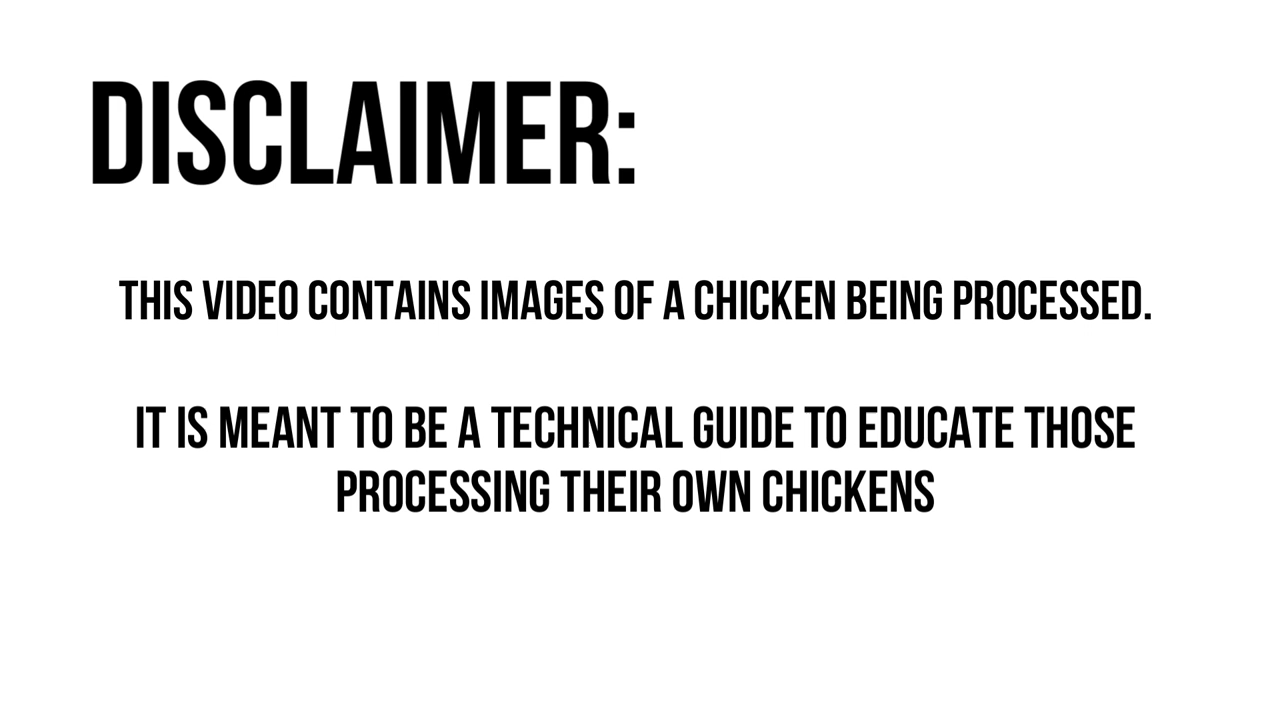 DISCLAIMER:
THIS VIDEO CONTAINS IMAGES OF A CHICKEN BEING PROCESSED.
IT IS MEANT TO BE A TECHNICAL GUIDE TO EDUCATE THOSE
PROCESSING THEIR OWN CHICKENS